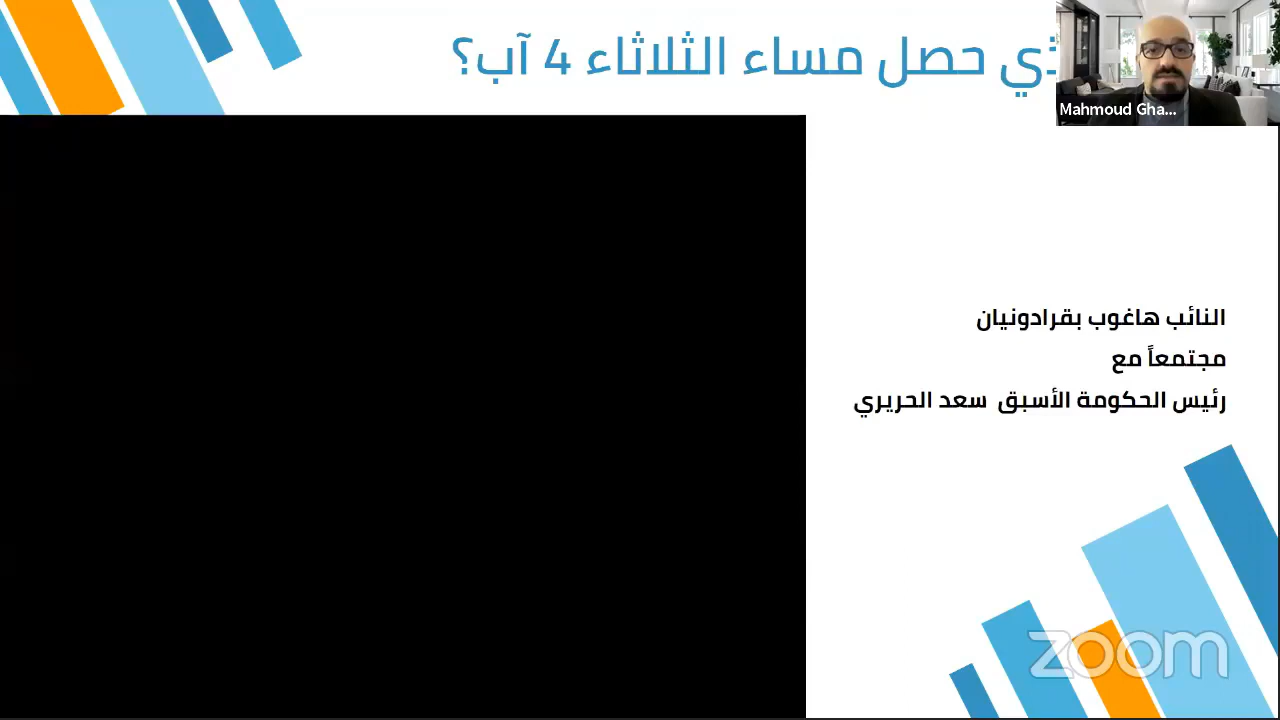 حصل مساء الثلاثاء 4 آب؟
Mahmoud Gha...
النائب هاغوب بقرادونيان
مجتمعاً مع
رئيس الحكومة الأسبق سعد الحريري
zoom